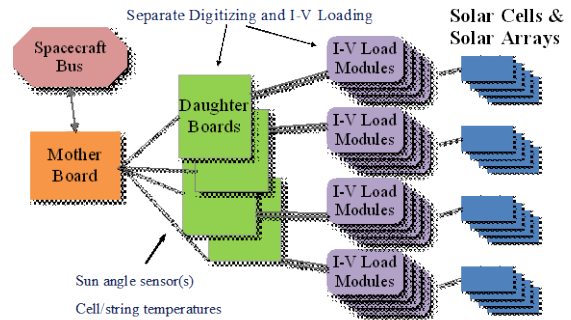 Separate Digitizing and I-V Loading
Solar Cells &
Solar Arrays
Spacecraft
Bus
Mother
Board
Daughter
Boards
I-V Load
Modules
I-V Load
Modules
I-V Load
Modules
I-V Load
Modules
Sun angle sensor(s)
Cell/string temperatures